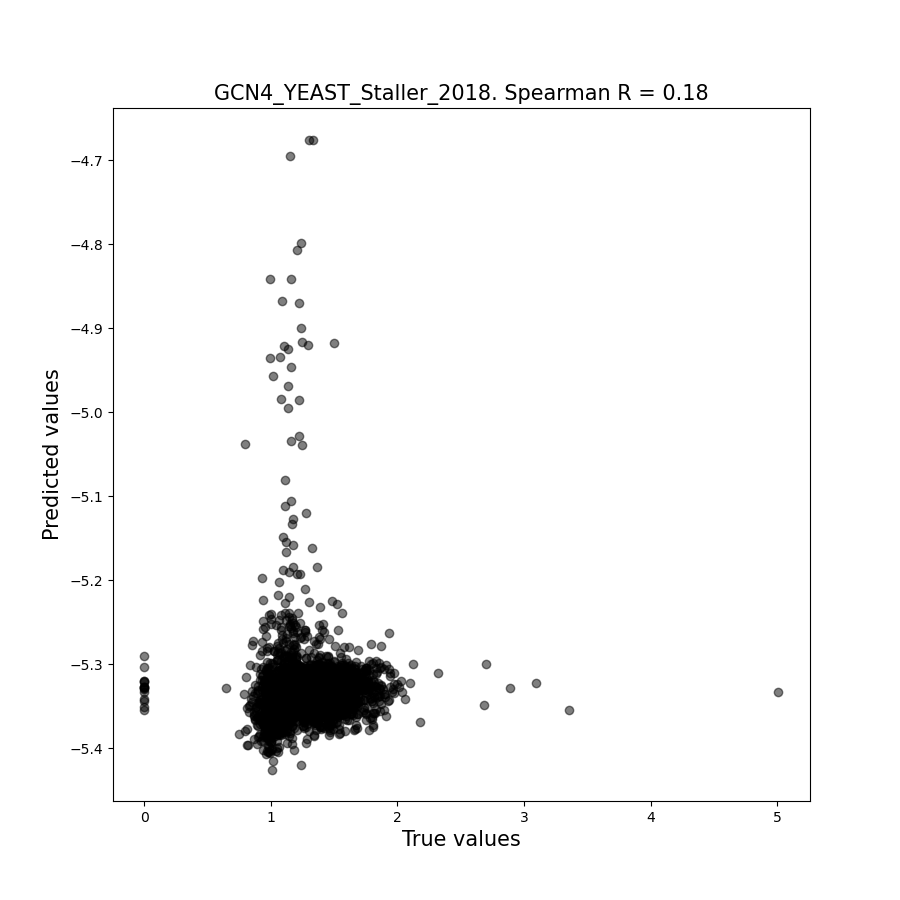 GCN4_YEAST_Staller_2018. Spearman R = 0.18
Predicted values
−4.7
−4.8
−4.9
−5.0
−5.1
−5.2
−5.3
−5.4
0 1 2 3 4 5
True values